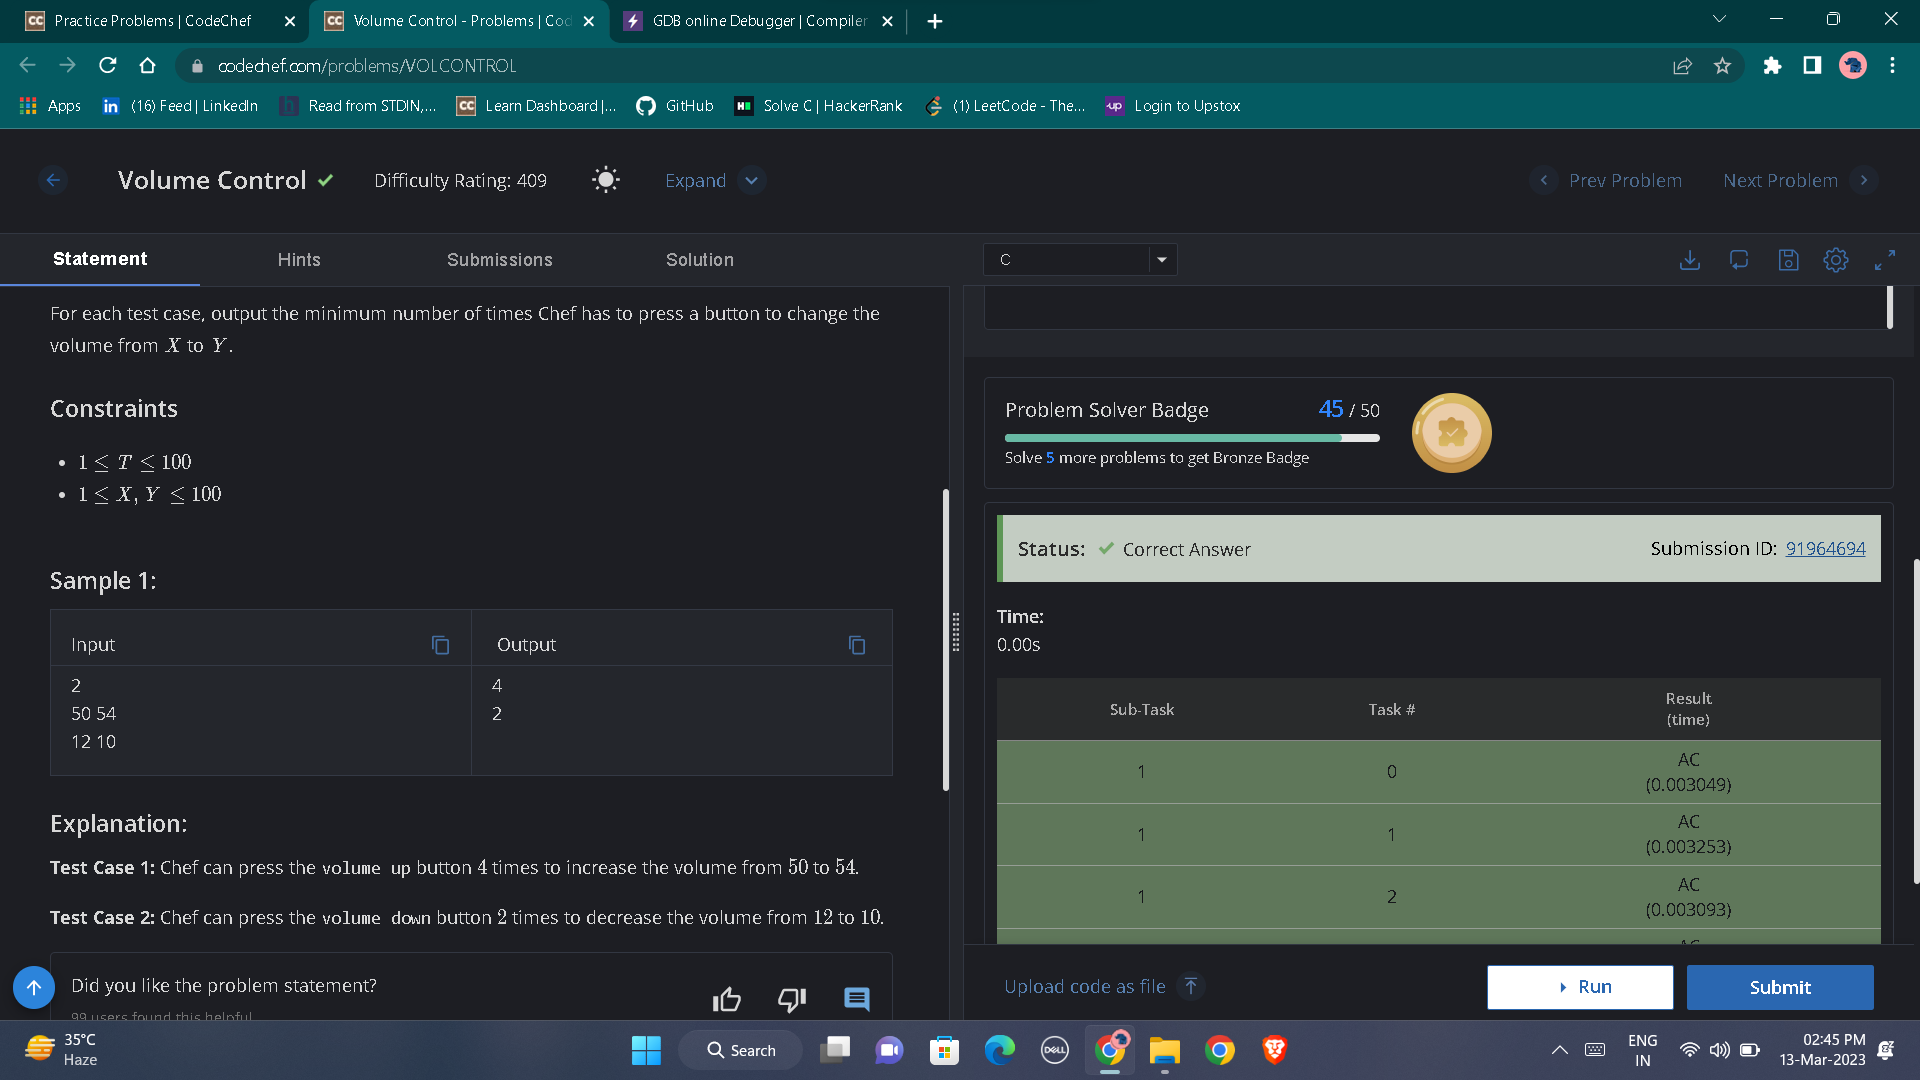 Practice Problems | CodeChef
Volume Control - Problems | Cod
GDB online Debugger | Compiler
codechef.com/problems/VOLCONTROL
Apps
(16) Feed | LinkedIn
Read from STDIN,...
Learn Dashboard |...
GitHub
Solve C | HackerRank
(1) LeetCode - The...
Login to Upstox
Volume Control
Difficulty Rating: 409
Expand
Prev Problem
Next Problem
Statement
Hints
Submissions
Solution
For each test case, output the minimum number of times Chef has to press a button to change the
volume from X to Y.
Constraints
• 1 ≤ T ≤ 100
• 1 ≤ X, Y ≤ 100
Sample 1:
Input
Output
2
50 54
12 10
4
2
Explanation:
Test Case 1: Chef can press the volume up button 4 times to increase the volume from 50 to 54.
Test Case 2: Chef can press the volume down button 2 times to decrease the volume from 12 to 10.
Did you like the problem statement?
99 users found this helpful
C
Problem Solver Badge
45 / 50
Solve 5 more problems to get Bronze Badge
Status: Correct Answer
Submission ID: 91964694
Time:
0.00s
Sub-Task
Task #
Result
(time)
1
0
AC
(0.003049)
1
1
AC
(0.003253)
1
2
AC
(0.003093)
AC
Upload code as file
Run
Submit
35°C
Haze
Search
DELL
ENG
IN
02:45 PM
13-Mar-2023